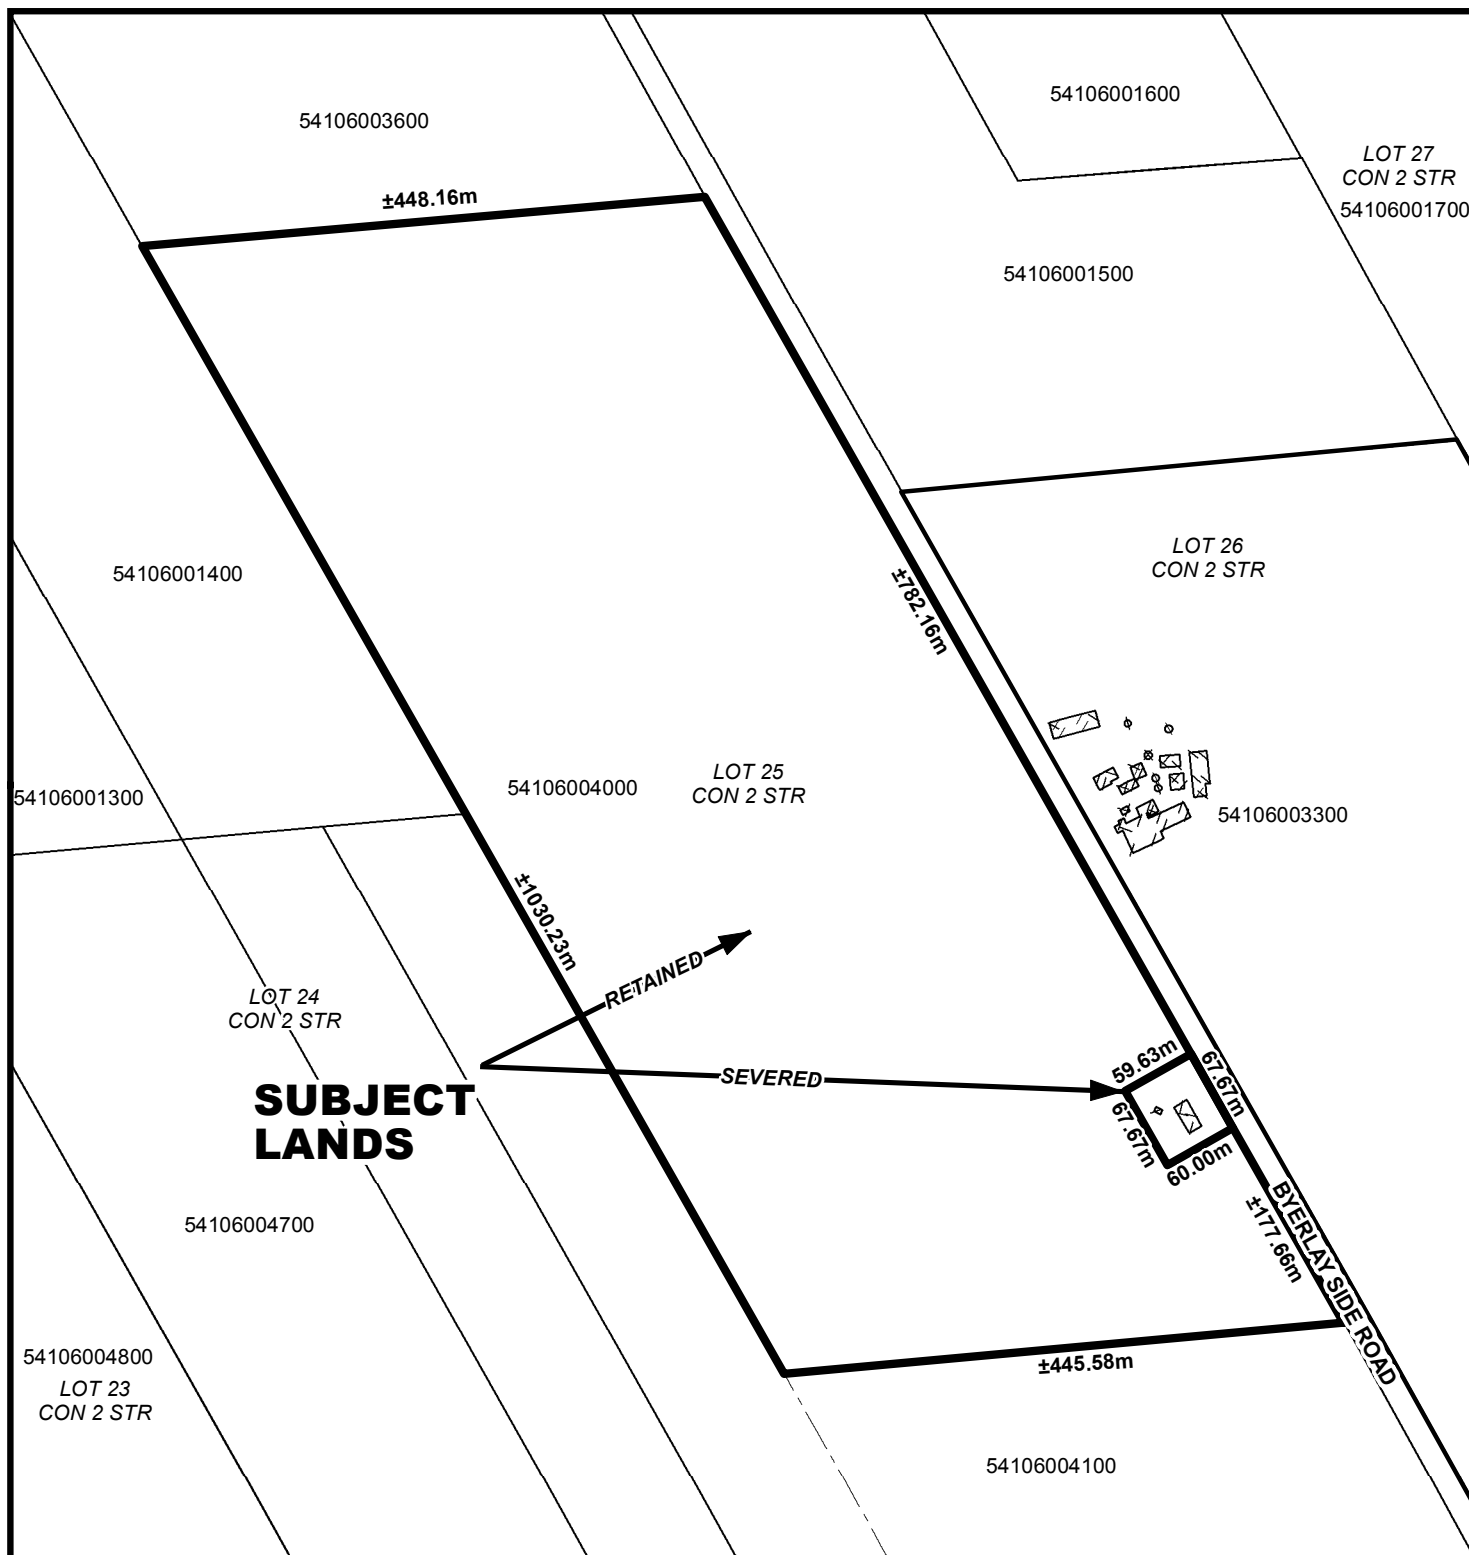 54106001600
54106003600
LOT 27
CON 2 STR
54106001700
±448.16m
54106001500
LOT 26
CON 2 STR
54106001400
±782.16m
LOT 25
CON 2 STR
54106004000
54106001300
54106003300
±1030.23m
RETAINED
LOT 24
CON 2 STR
SEVERED
59.63m
67.67m
SUBJECT
LANDS
67.67m
60.00m
54106004700
BYERLAY SIDE ROAD
±177.66m
54106004800
LOT 23
CON 2 STR
±445.58m
54106004100